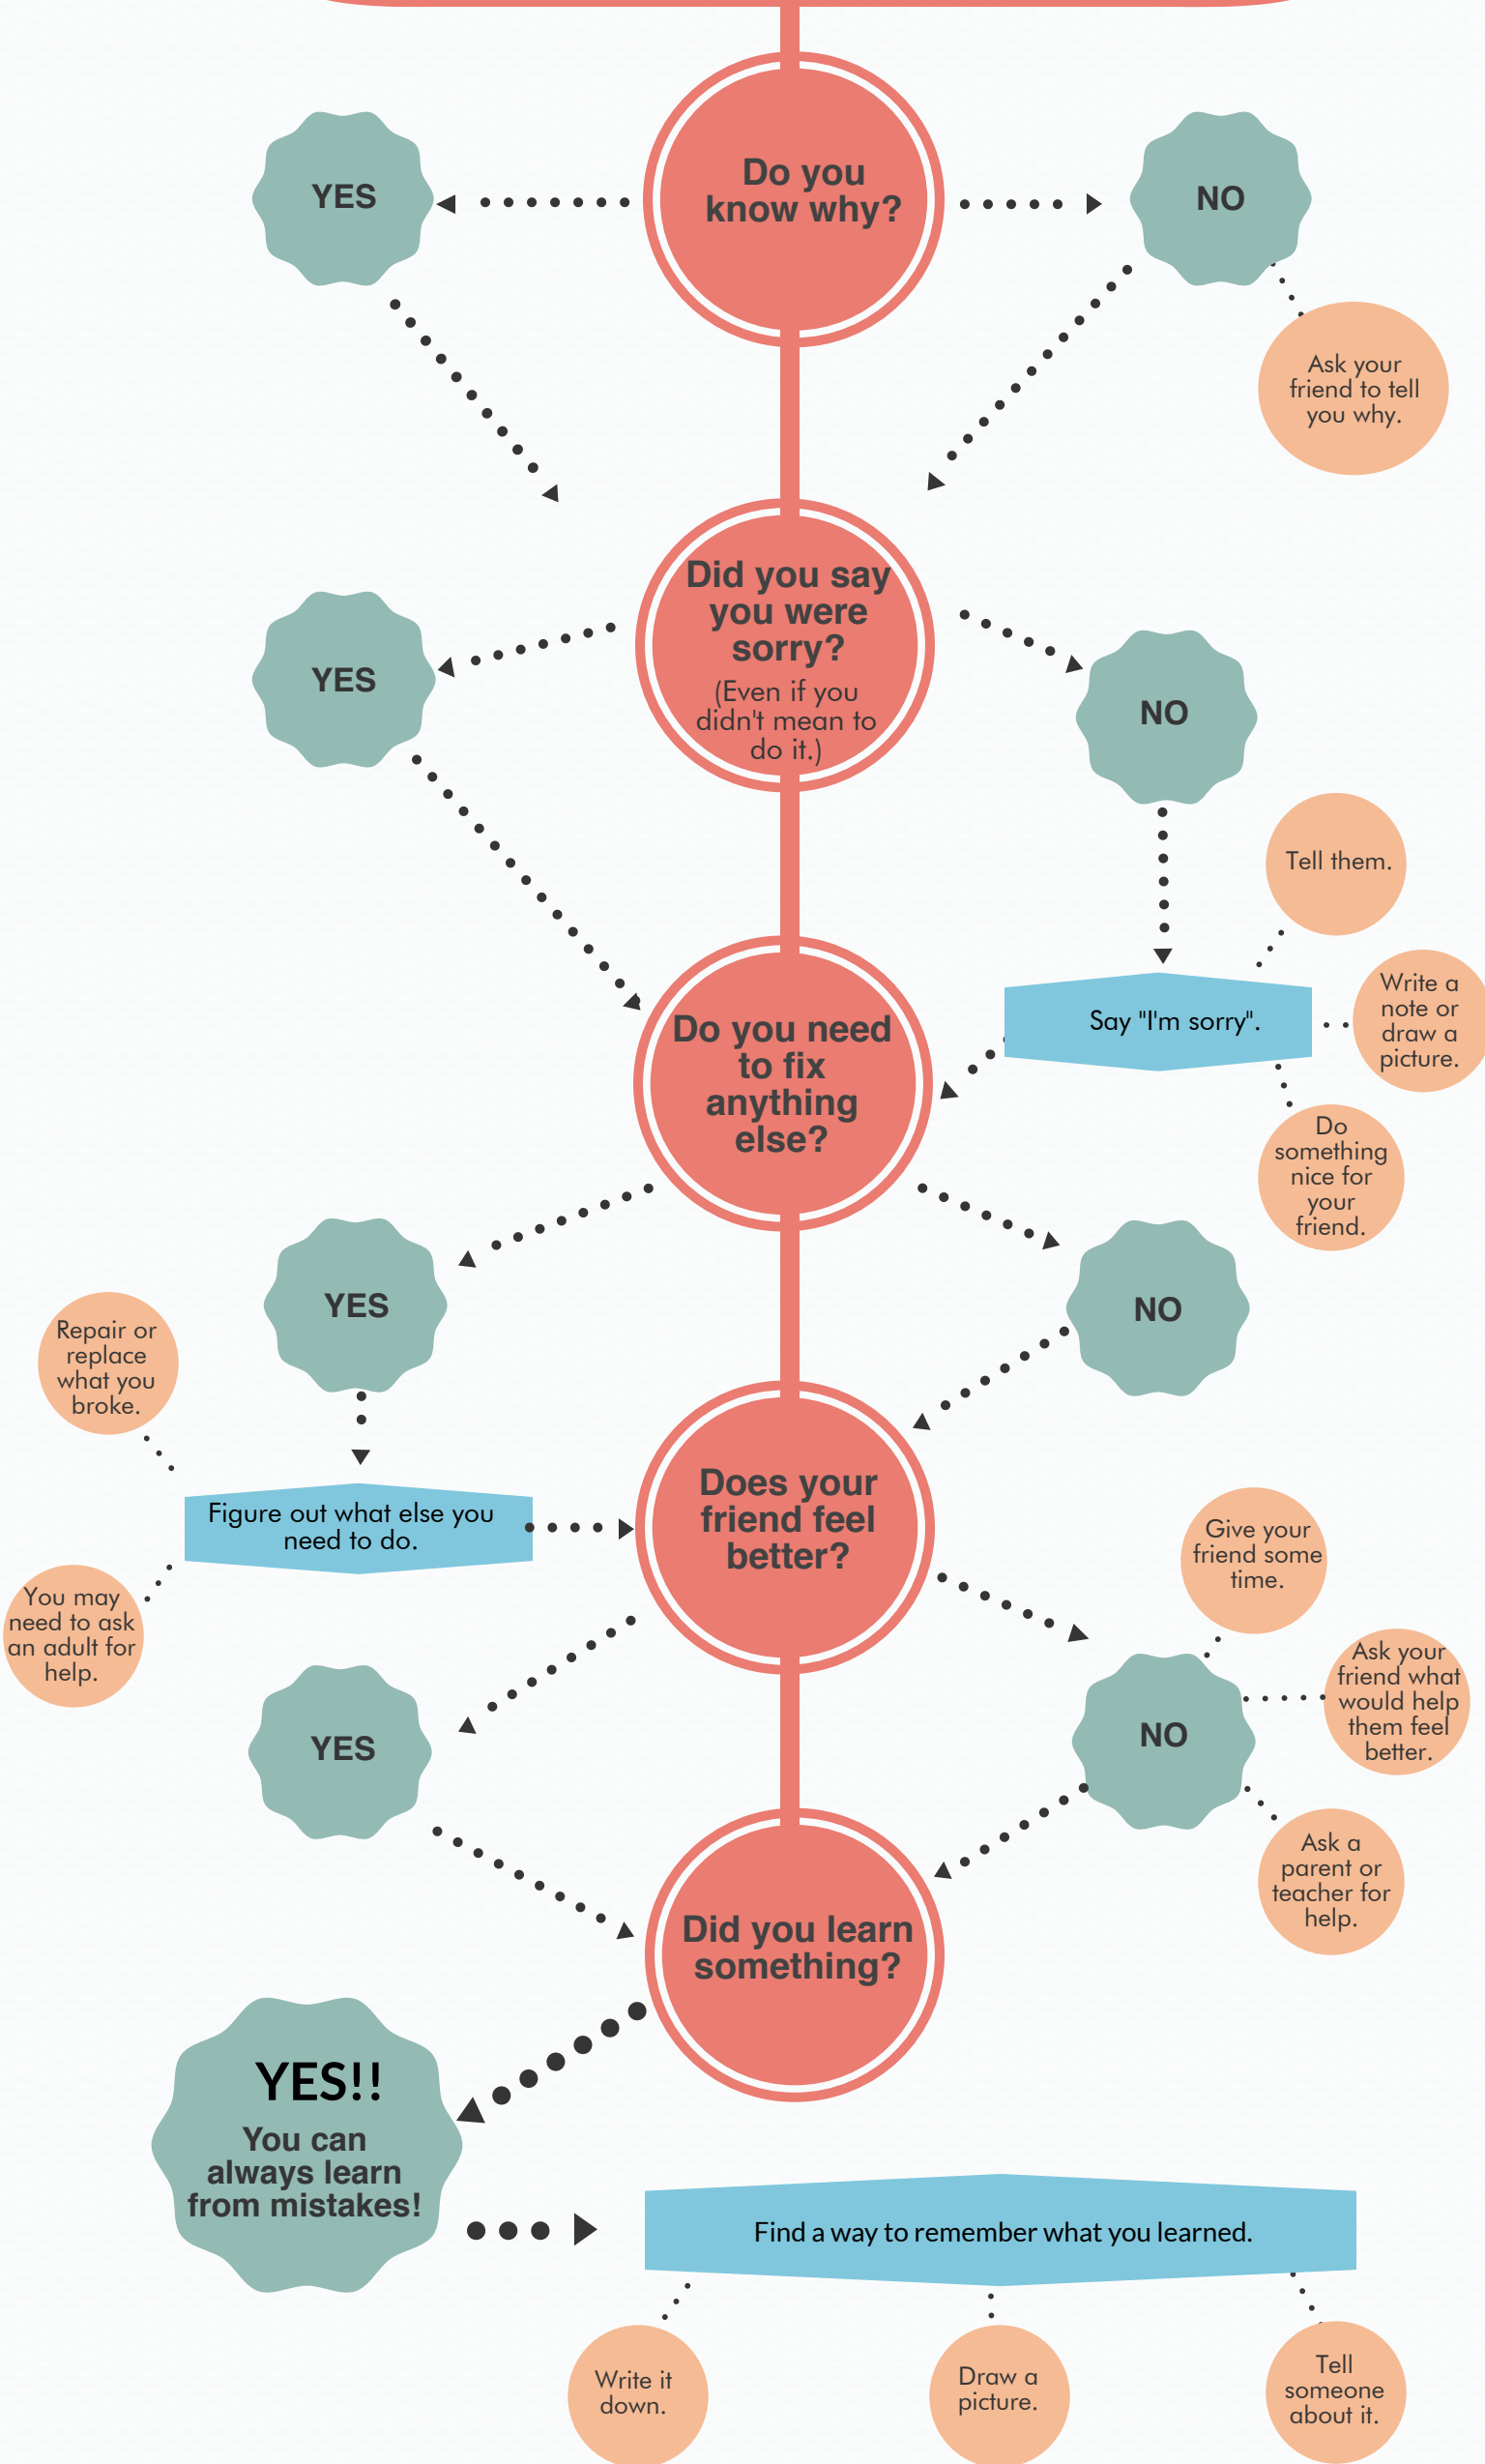 Do you
know why?
YES
NO
Ask your
friend to tell
you why.
Did you say
you were
sorry?
(Even if you
didn't mean to
do it.)
YES
NO
Tell them.
Say "I'm sorry".
Write a
note or
draw a
picture.
Do
something
nice for
your
friend.
Do you need
to fix
anything
else?
YES
NO
Repair or
replace
what you
broke.
Figure out what else you
need to do.
You may
need to ask
an adult for
help.
Does your
friend feel
better?
YES
NO
Give your
friend some
time.
Ask your
friend what
would help
them feel
better.
Ask a
parent or
teacher for
help.
Did you learn
something?
YES!!
You can
always learn
from mistakes!
Find a way to remember what you learned.
Write it
down.
Draw a
picture.
Tell
someone
about it.